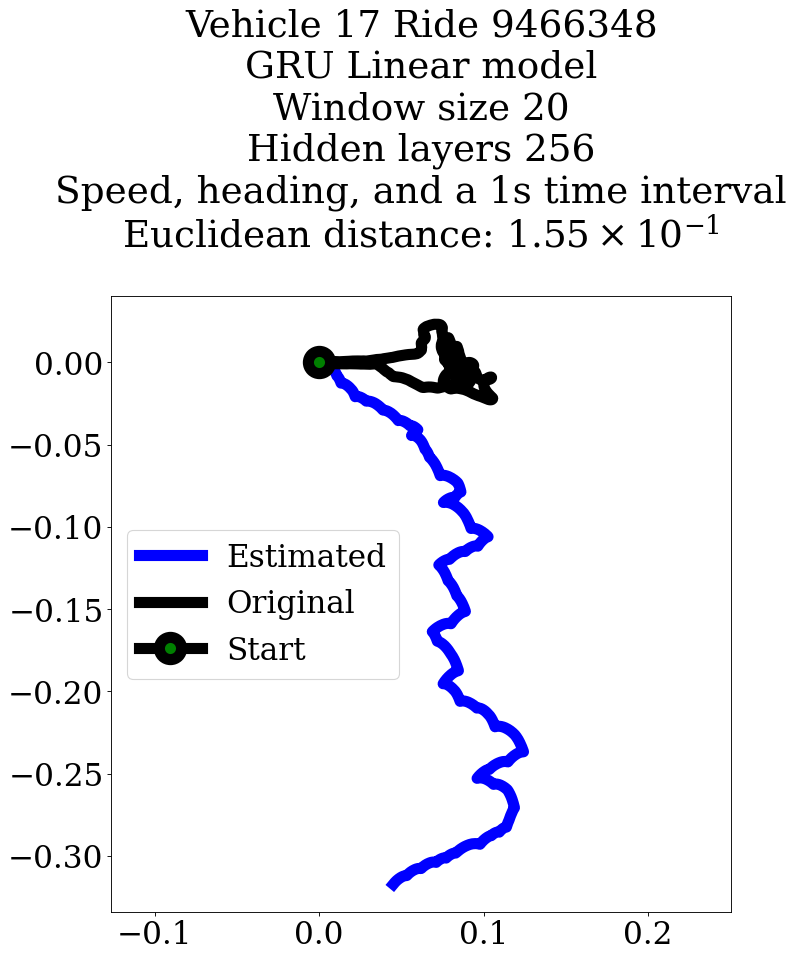 Vehicle 17 Ride 9466348
GRU Linear model
Window size 20
Hidden layers 256
Speed, heading, and a 1s time interval
Euclidean distance: 1.55 × 10⁻¹
0.00
−0.05
−0.10
−0.15
−0.20
−0.25
−0.30
Estimated
Original
Start
−0.1 0.0 0.1 0.2